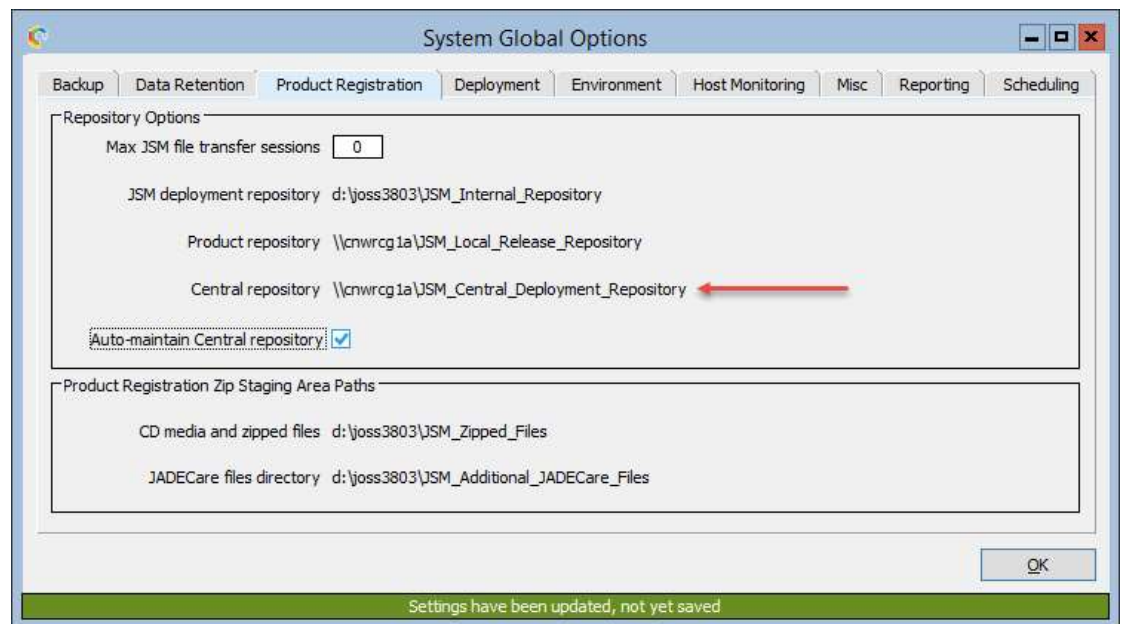 System Global Options
Backup Data Retention Product Registration Deployment Environment Host Monitoring Misc Reporting Scheduling
Repository Options
Max JSM file transfer sessions 0
JSM deployment repository d:\joss3803\JSM_Internal_Repository
Product repository \\cnwrcg1a\JSM_Local_Release_Repository
Central repository \\cnwrcg1a\JSM_Central_Deployment_Repository
Auto-maintain Central repository
Product Registration Zip Staging Area Paths
CD media and zipped files d:\joss3803\JSM_Zipped_Files
JADECare files directory d:\joss3803\JSM_Additional_JADECare_Files
OK
Settings have been updated, not yet saved